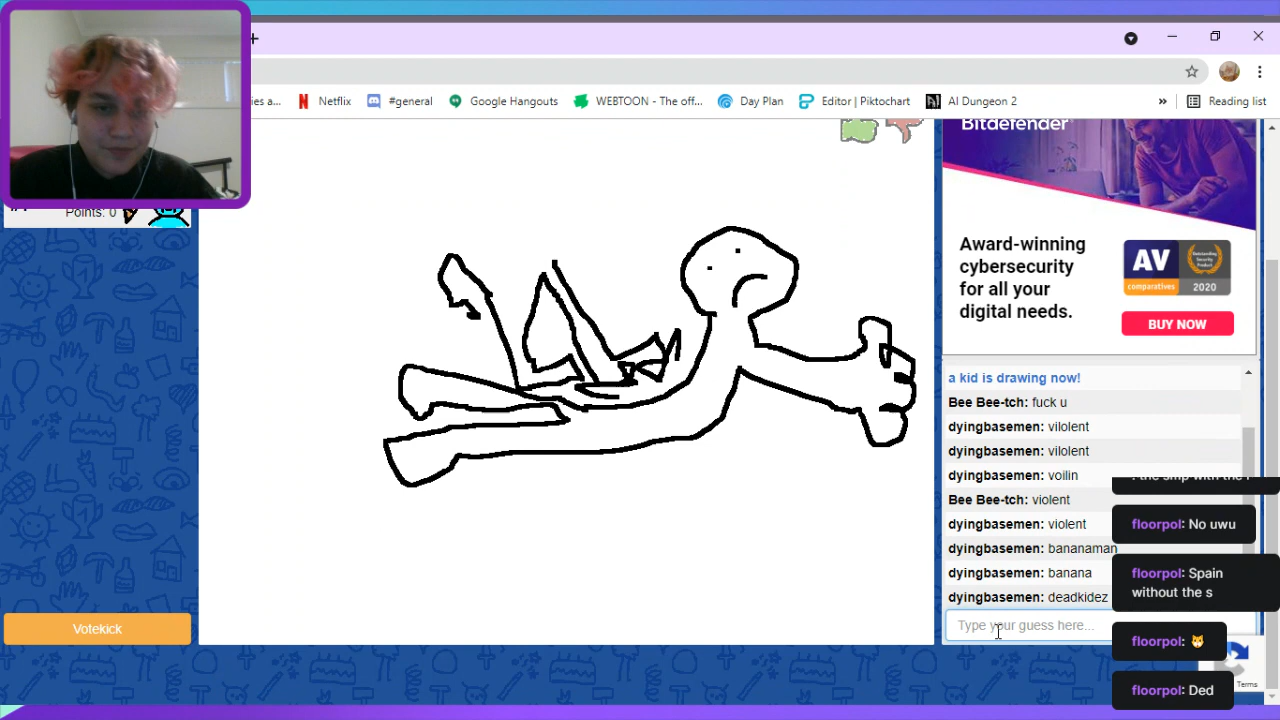 ies a...
Netflix
#general
Google Hangouts
WEBTOON - The off...
Day Plan
Editor | Piktochart
AI Dungeon 2
»
Reading list
Points: 0
Bitdefender
Award-winning
cybersecurity
for all your
digital needs.
AV
comparatives
2020
BUY NOW
a kid is drawing now!
Bee Bee-tch: fuck u
dyingbasemen: vilolent
dyingbasemen: vilolent
dyingbasemen: voilin
Bee Bee-tch: violent
dyingbasemen: violent
dyingbasemen: bananaman
dyingbasemen: banana
dyingbasemen: deadkidez
Type your guess here...
Votekick
floorpol: No uwu
floorpol: Spain
without the s
floorpol: 🐱
floorpol: Ded
Terms